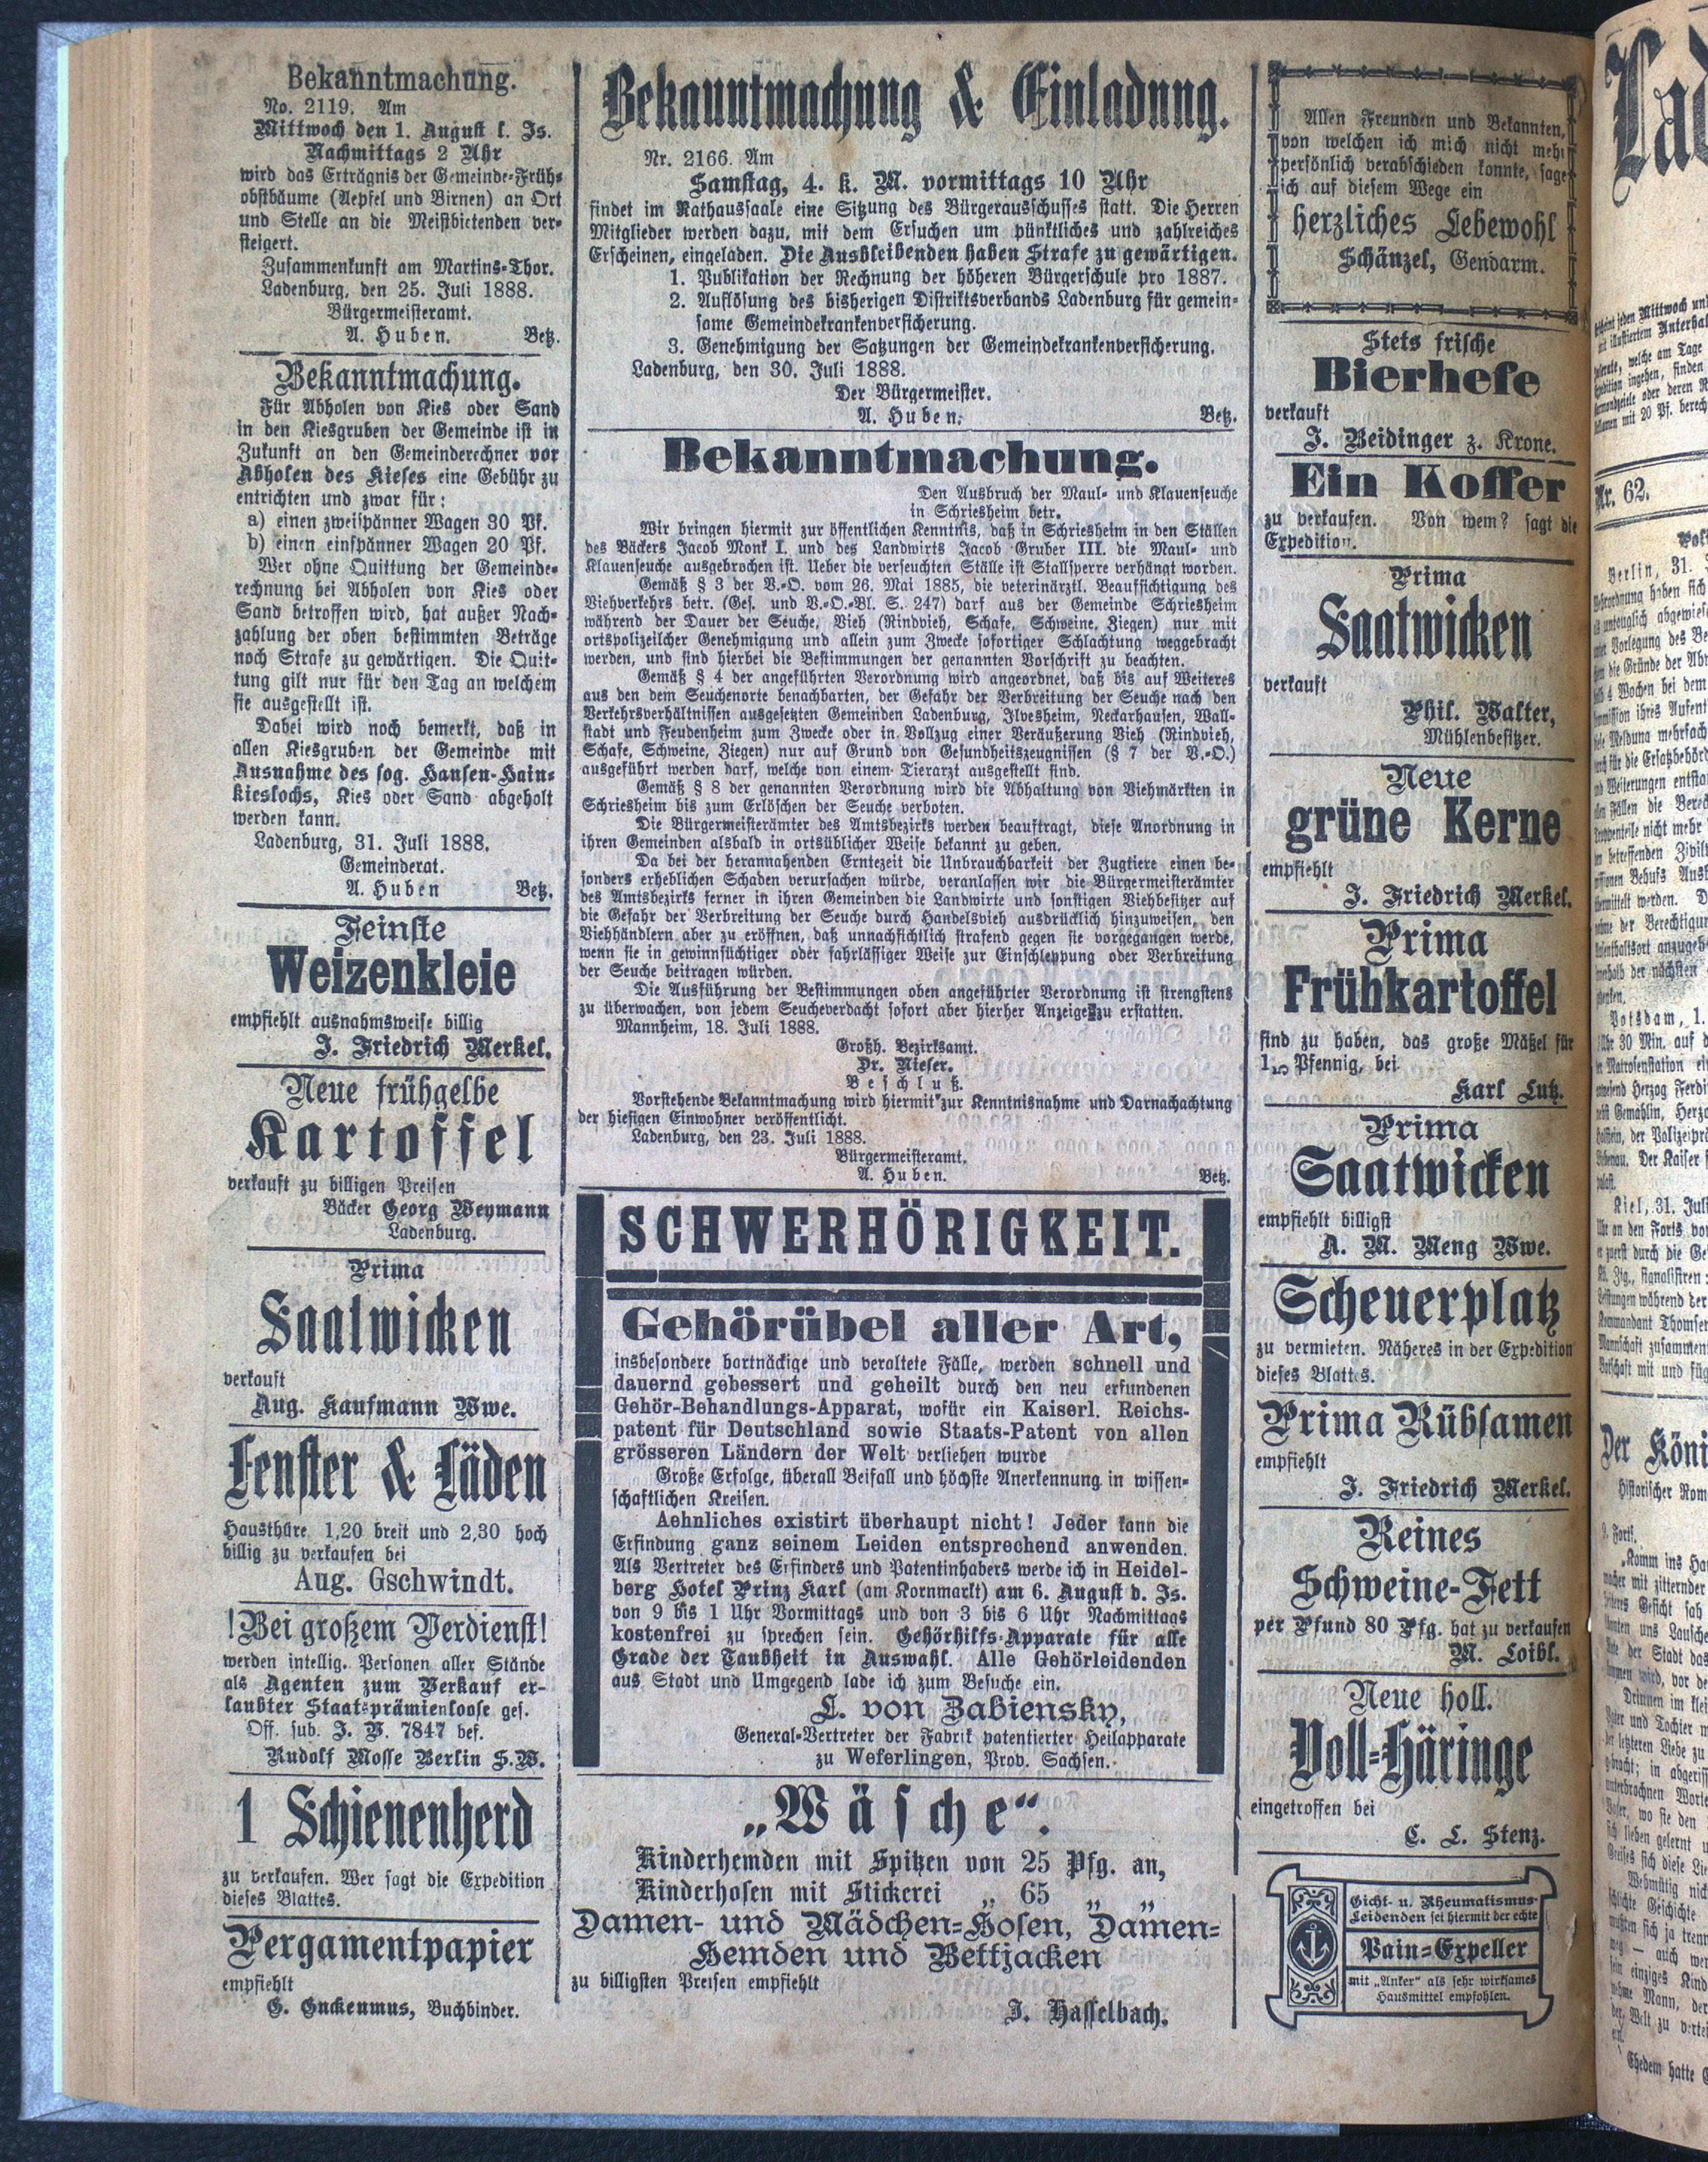 Bekanntmachung.
No. 2119. Am
Mittwoch den 1. August l. Js.
Nachmittags 2 Uhr
wird das Erträgnis der Gemeinde-Früh-
obstbäume (Aepfel und Birnen) an Ort
und Stelle an die Meistbietenden ver-
steigert.
Zusammenkunft am Martins-Thor.
Ladenburg, den 25. Juli 1888.
Bürgermeisteramt.
A. Huben. Betz.
Bekanntmachung.
Für Abholen von Kies oder Sand
in den Kiesgruben der Gemeinde ist in
Zukunft an den Gemeinderechner vor
Abholen des Kieses eine Gebühr zu
entrichten und zwar für:
a) einen zweispänner Wagen 30 Pf.
b) einen einspänner Wagen 20 Pf.
Wer ohne Quittung der Gemeinde-
rechnung bei Abholen von Kies oder
Sand betroffen wird, hat außer Nach-
zahlung der oben bestimmten Beträge
noch Strafe zu gewärtigen. Die Quit-
tung gilt nur für den Tag an welchem
sie ausgestellt ist.
Dabei wird noch bemerkt, daß in
allen Kiesgruben der Gemeinde mit
Ausnahme des sog. Hansen-Hain-
kieslochs, Kies oder Sand abgeholt
werden kann.
Ladenburg, 31. Juli 1888.
Gemeinderat.
A. Huben Betz.
Feinste
Weizenkleie
empfiehlt ausnahmsweise billig
J. Friedrich Merkel.
Neue frühgelbe
Kartoffel
verkauft zu billigen Preisen
Bäcker Georg Weymann
Ladenburg.
Prima
Saatwicken
verkauft
Aug. Kaufmann Wwe.
Fenster & Läden
Hausthüre 1,20 breit und 2,30 hoch
billig zu verkaufen bei
Aug. Gschwindt.
!Bei großem Verdienst!
werden intellig. Personen aller Stände
als Agenten zum Verkauf er-
laubter Staatsprämienloose ges.
Off. sub. J. P. 7847 bef.
Rudolf Mosse Berlin S.W.
1 Schienenherd
zu verkaufen. Wer sagt die Expedition
dieses Blattes.
Pergamentpapier
empfiehlt
G. Guckenmus, Buchbinder.
Bekanntmachung & Einladung.
Nr. 2166. Am
Samstag, 4. k. M. vormittags 10 Uhr
findet im Rathaussaale eine Sitzung des Bürgerausschusses statt. Die Herren
Mitglieder werden dazu, mit dem Ersuchen um pünktliches und zahlreiches
Erscheinen, eingeladen. Die Ausbleibenden haben Strafe zu gewärtigen.
1. Publikation der Rechnung der höheren Bürgerschule pro 1887.
2. Auflösung des bisherigen Distriktsverbands Ladenburg für gemein-
same Gemeindekrankenversicherung.
3. Genehmigung der Satzungen der Gemeindekrankenversicherung.
Ladenburg, den 30. Juli 1888.
Der Bürgermeister.
A. Huben. Betz.
Bekanntmachung.
Den Ausbruch der Maul- und Klauenseuche
in Schriesheim betr.
Wir bringen hiermit zur öffentlichen Kenntnis, daß in Schriesheim in den Ställen
des Bäckers Jacob Monk I. und des Landwirts Jacob Gruber III. die Maul- und
Klauenseuche ausgebrochen ist. Ueber die verseuchten Ställe ist Stallsperre verhängt worden.
Gemäß § 3 der V.-O. vom 26. Mai 1885, die veterinärztl. Beaufsichtigung des
Viehverkehrs betr. (Ges. und V.-O.-Bl. S. 247) darf aus der Gemeinde Schriesheim
während der Dauer der Seuche, Vieh (Rindvieh, Schafe, Schweine, Ziegen) nur mit
ortspolizeilcher Genehmigung und allein zum Zwecke sofortiger Schlachtung weggebracht
werden, und sind hierbei die Bestimmungen der genannten Vorschrift zu beachten.
Gemäß § 4 der angeführten Verordnung wird angeordnet, daß bis auf Weiteres
aus den dem Seuchenorte benachbarten, der Gefahr der Verbreitung der Seuche nach den
Verkehrsverhältnissen ausgesetzten Gemeinden Ladenburg, Ilvesheim, Neckarhausen, Wall-
stadt und Feudenheim zum Zwecke oder in Vollzug einer Veräußerung Vieh (Rindvieh,
Schafe, Schweine, Ziegen) nur auf Grund von Gesundheitszeugnissen (§ 7 der V.-O.)
ausgeführt werden darf, welche von einem Tierarzt ausgestellt sind.
Gemäß § 8 der genannten Verordnung wird die Abhaltung von Viehmärkten in
Schriesheim bis zum Erlöschen der Seuche verboten.
Die Bürgermeisterämter des Amtsbezirks werden beauftragt, diese Anordnung in
ihren Gemeinden alsbald in ortsüblicher Weise bekannt zu geben.
Da bei der herannahenden Erntezeit die Unbrauchbarkeit der Zugtiere einen be-
sonders erheblichen Schaden verursachen würde, veranlassen wir die Bürgermeisterämter
des Amtsbezirks ferner in ihren Gemeinden die Landwirte und sonstigen Viehbesitzer auf
die Gefahr der Verbreitung der Seuche durch Handelsvieh ausdrücklich hinzuweisen, den
Viehhändlern aber zu eröffnen, daß unnachsichtlich strafend gegen sie vorgegangen werde,
wenn sie in gewinnsüchtiger oder fahrlässiger Weise zur Einschleppung oder Verbreitung
der Seuche beitragen würden.
Die Ausführung der Bestimmungen oben angeführter Verordnung ist strengstens
zu überwachen, von jedem Seucheverdacht sofort aber hierher Anzeige zu erstatten.
Mannheim, 18. Juli 1888.
Großh. Bezirksamt.
Dr. Nieser.
Beschluß.
Vorstehende Bekanntmachung wird hiermit zur Kenntnisnahme und Darnachachtung
der hiesigen Einwohner veröffentlicht.
Ladenburg, den 23. Juli 1888.
Bürgermeisteramt.
A. Huben. Betz.
SCHWERHÖRIGKEIT.
Gehörübel aller Art,
insbesondere hartnäckige und veraltete Fälle, werden schnell und
dauernd gebessert und geheilt durch den neu erfundenen
Gehör-Behandlungs-Apparat, wofür ein Kaiserl. Reichs-
patent für Deutschland sowie Staats-Patent von allen
grösseren Ländern der Welt verliehen wurde
Große Erfolge, überall Beifall und höchste Anerkennung in wissen-
schaftlichen Kreisen.
Aehnliches existirt überhaupt nicht! Jeder kann die
Erfindung ganz seinem Leiden entsprechend anwenden.
Als Vertreter des Erfinders und Patentinhabers werde ich in Heidel-
berg Hotel Prinz Karl (am Kornmarkt) am 6. August d. Js.
von 9 bis 1 Uhr Vormittags und von 3 bis 6 Uhr Nachmittags
kostenfrei zu sprechen sein. Gehörhilfs-Apparate für alle
Grade der Taubheit in Auswahl. Alle Gehörleidenden
aus Stadt und Umgegend lade ich zum Besuche ein.
L. von Zabiensky,
General-Vertreter der Fabrik patentierter Heilapparate
zu Weferlingen, Prov. Sachsen.
„Wäsche“.
Kinderhemden mit Spitzen von 25 Pfg. an,
Kinderhosen mit Stickerei „ 65 „ „
Damen- und Mädchen-Hosen, Damen-
Hemden und Bettjacken
zu billigsten Preisen empfiehlt
J. Hasselbach.
Allen Freunden und Bekannten,
von welchen ich mich nicht mehr
persönlich verabschieden konnte, sage
ich auf diesem Wege ein
herzliches Lebewohl
Schänzel, Gendarm.
Stets frische
Bierhefe
verkauft
J. Beidinger z. Krone.
Ein Koffer
zu verkaufen. Von wem? sagt die
Expedition.
Prima
Saatwicken
verkauft
Phil. Walter,
Mühlenbesitzer.
Neue
grüne Kerne
empfiehlt
J. Friedrich Merkel.
Prima
Frühkartoffel
sind zu haben, das große Mäßel für
Pfennig, bei
Karl Lutz.
Prima
Saatwicken
empfiehlt billigst
A. M. Meng Wwe.
Scheuerplatz
zu vermieten. Näheres in der Expedition
dieses Blattes.
Prima Rübsamen
empfiehlt
J. Friedrich Merkel.
Reines
Schweine-Fett
per Pfund 80 Pfg. hat zu verkaufen
M. Loibl.
Neue holl.
Voll-Häringe
eingetroffen bei
C. L. Stenz.
Gicht- u. Rheumatismus-
Leidenden sei hiermit der echte
Pain-Expeller
mit „Anker“ als sehr wirksames
Hausmittel empfohlen.
Nr. 62.
Berlin, 31.
Potsdam, 1.
Kiel, 31. Juli
Der Köni
Historischer Rom
9. Fortf.
„Komm ins Ha